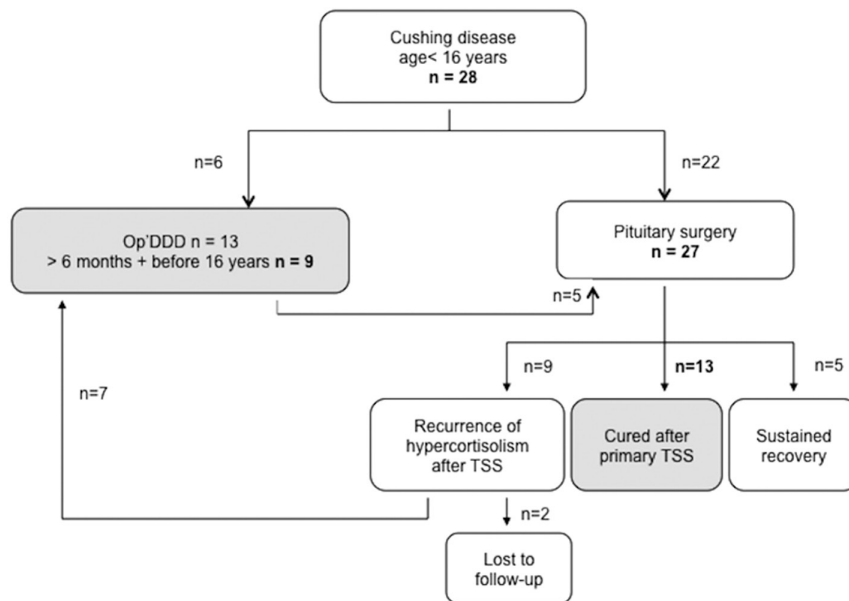 Cushing disease
age< 16 years
n = 28
n=6
n=22
Op'DDD n = 13
> 6 months + before 16 years n = 9
Pituitary surgery
n = 27
n=5
n=7
n=9
n=13
n=5
Recurrence of
hypercortisolism
after TSS
Cured after
primary TSS
Sustained
recovery
n=2
Lost to
follow-up